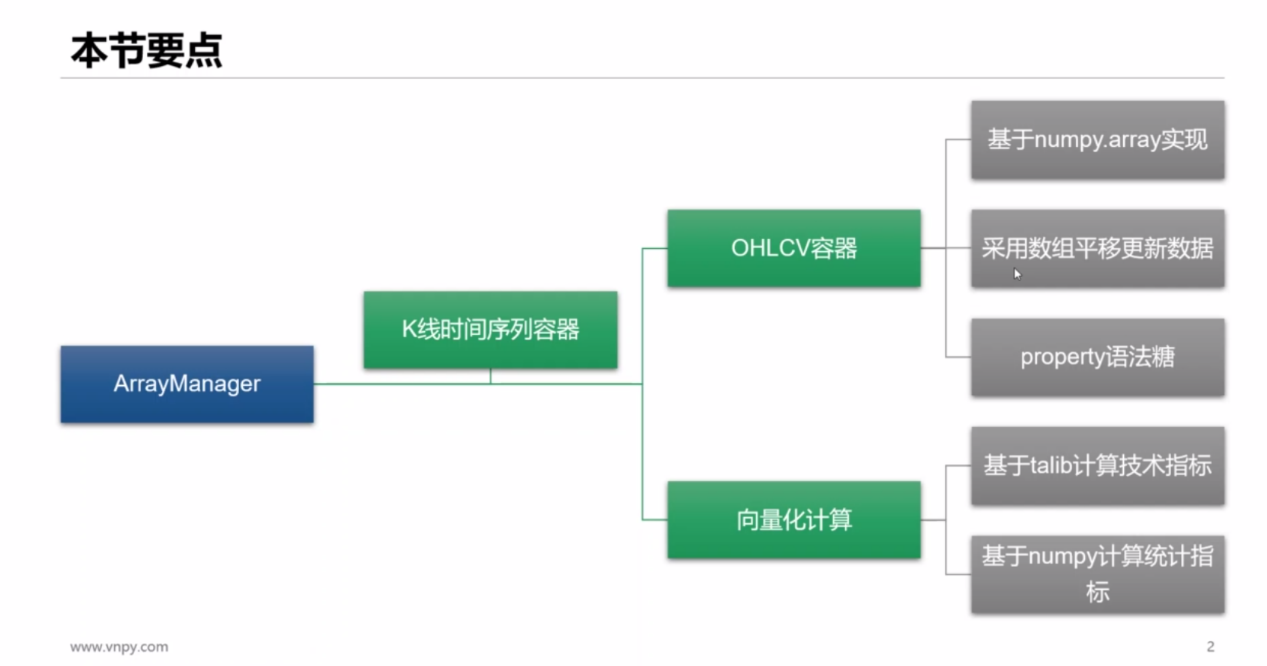 本节要点
ArrayManager
K线时间序列容器
OHLCV容器
基于numpy.array实现
采用数组平移更新数据
property语法糖
向量化计算
基于talib计算技术指标
基于numpy计算统计指
标
www.vnpy.com
2